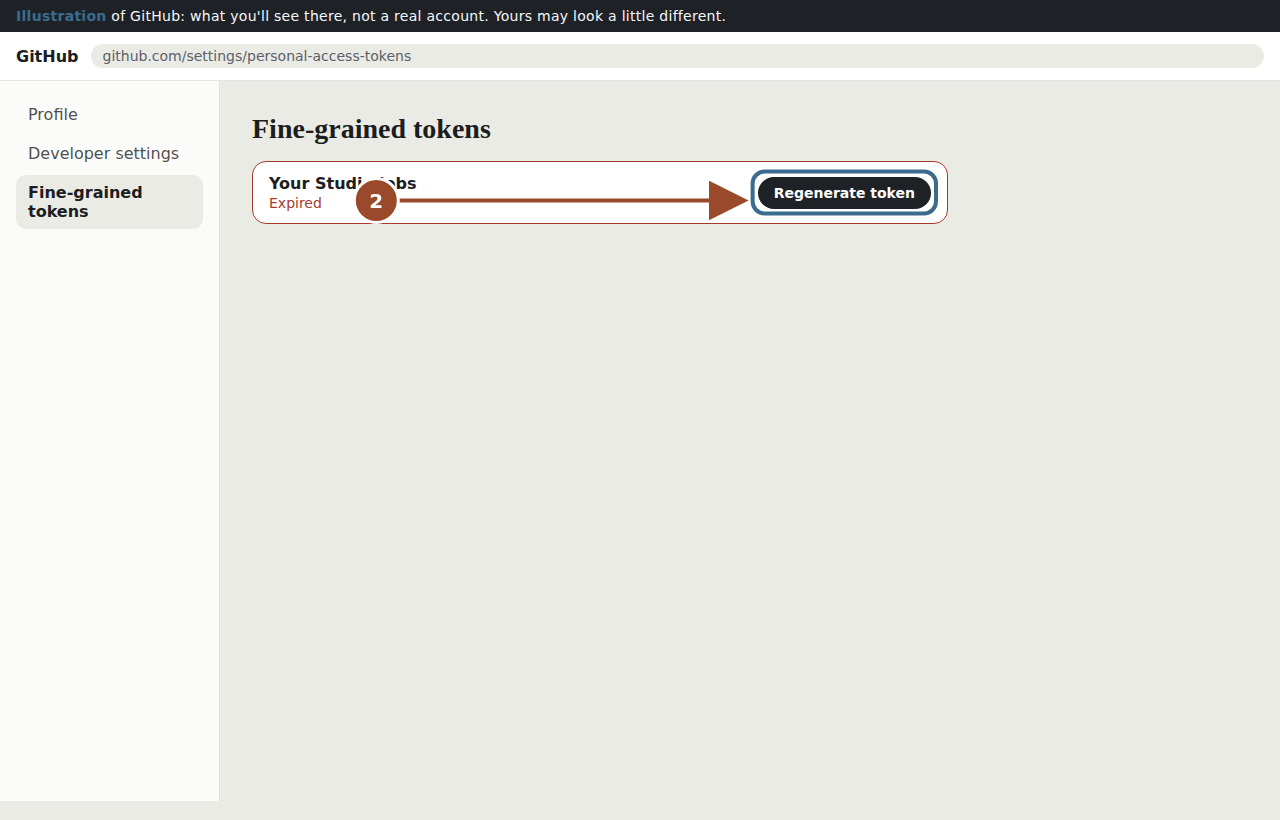 Illustration of GitHub: what you'll see there, not a real account. Yours may look a little different.
GitHub
github.com/settings/personal-access-tokens
Profile
Developer settings
Fine-grained
tokens
Fine-grained tokens
Your
Expired
2
Regenerate token